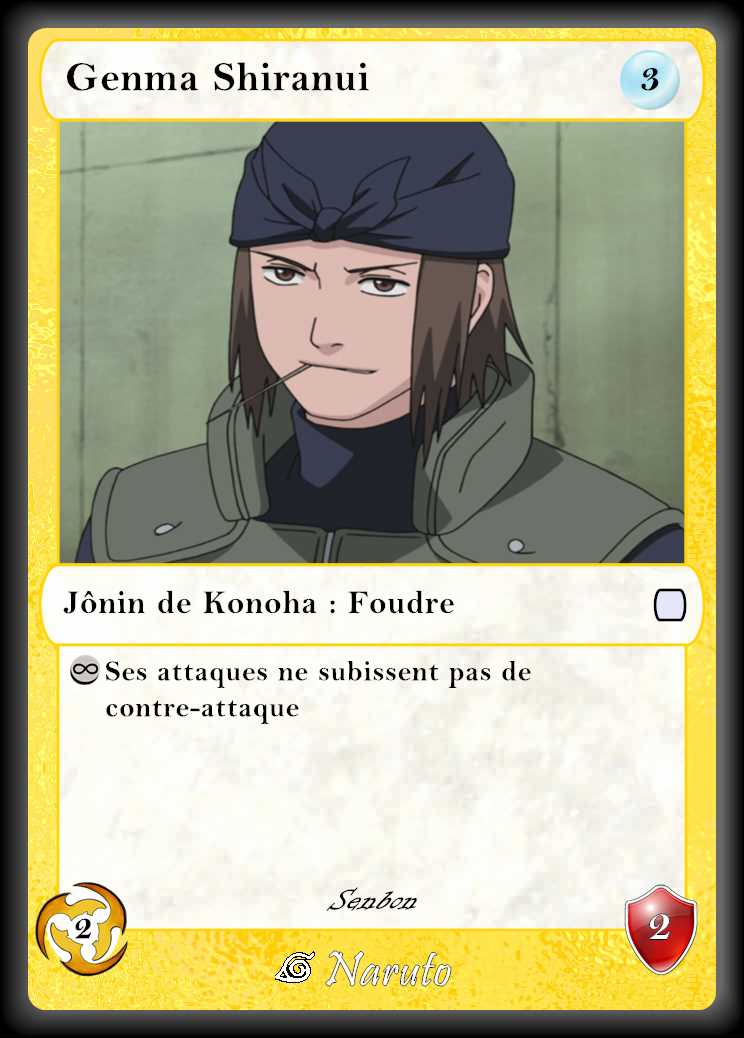 Genma Shiranui
3
Jônin de Konoha : Foudre
∞ Ses attaques ne subissent pas de
contre-attaque
Senbon
2
2
Naruto